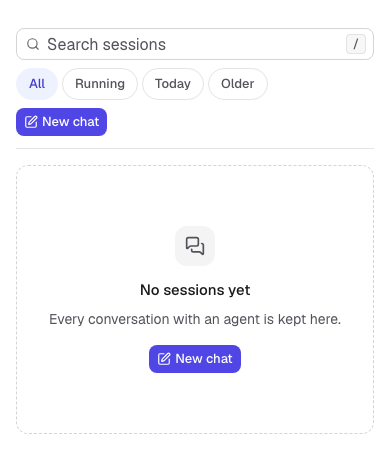 Search sessions /
All Running Today Older
New chat
No sessions yet
Every conversation with an agent is kept here.
New chat